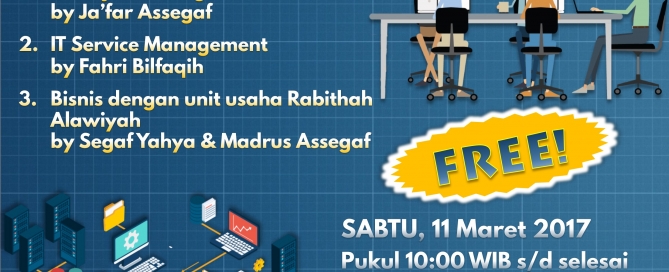 by Ja'far Assegaf
2. IT Service Management
by Fahri Bilfaqih
3. Bisnis dengan unit usaha Rabithah
Alawiyah
by Segaf Yahya & Madrus Assegaf
FREE!
SABTU, 11 Maret 2017
Pukul 10:00 WIB s/d selesai